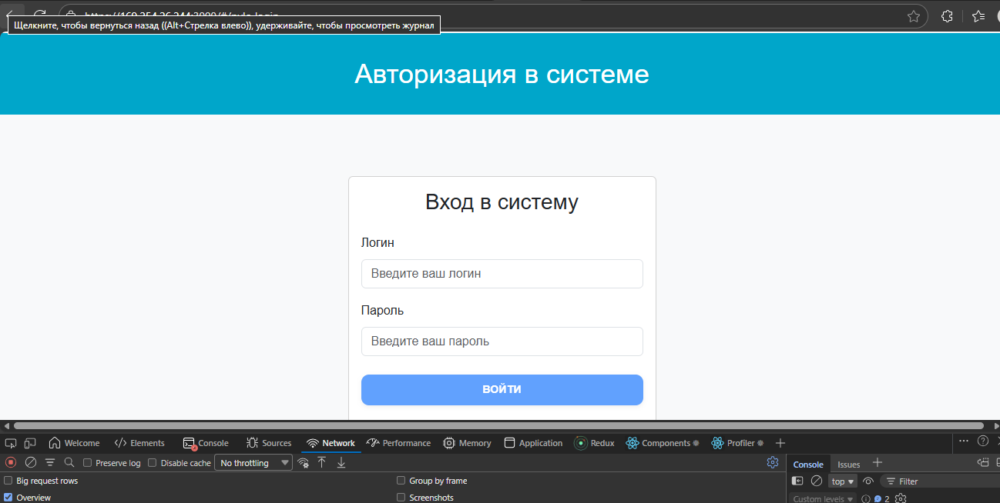 Щелкните, чтобы вернуться назад ((Alt+Стрелка влево)), удерживайте, чтобы просмотреть журнал
Авторизация в системе
Вход в систему
Логин
Введите ваш логин
Пароль
Введите ваш пароль
ВОЙТИ
Welcome Elements Console Sources Network Performance Memory Application Redux Components Profiler
Preserve log Disable cache No throttling
Console Issues
Big request rows Group by frame
top Filter
Overview Screenshots
Custom levels 2